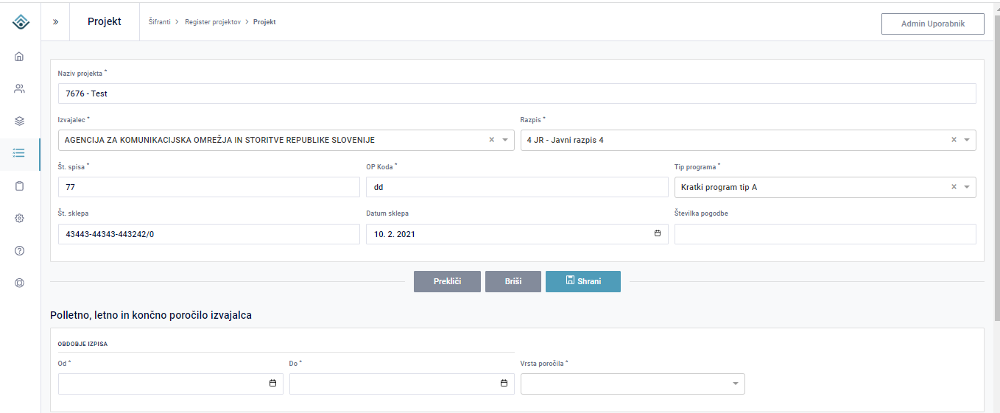 Projekt
Šifranti > Register projektov > Projekt
Admin Uporabnik
Naziv projekta *
7676 - Test
Izvajalec * Razpis *
AGENCIJA ZA KOMUNIKACIJSKA OMREŽJA IN STORITVE REPUBLIKE SLOVENIJE × 4 JR - Javni razpis 4 ×
Št. spisa * OP Koda * Tip programa *
77 dd Kratki program tip A ×
Št. sklepa Datum sklepa Številka pogodbe
43443-44343-443242/0 10. 2. 2021
Prekliči Briši Shrani
Polletno, letno in končno poročilo izvajalca
OBDOBJE IZPISA
Od * Do * Vrsta poročila *